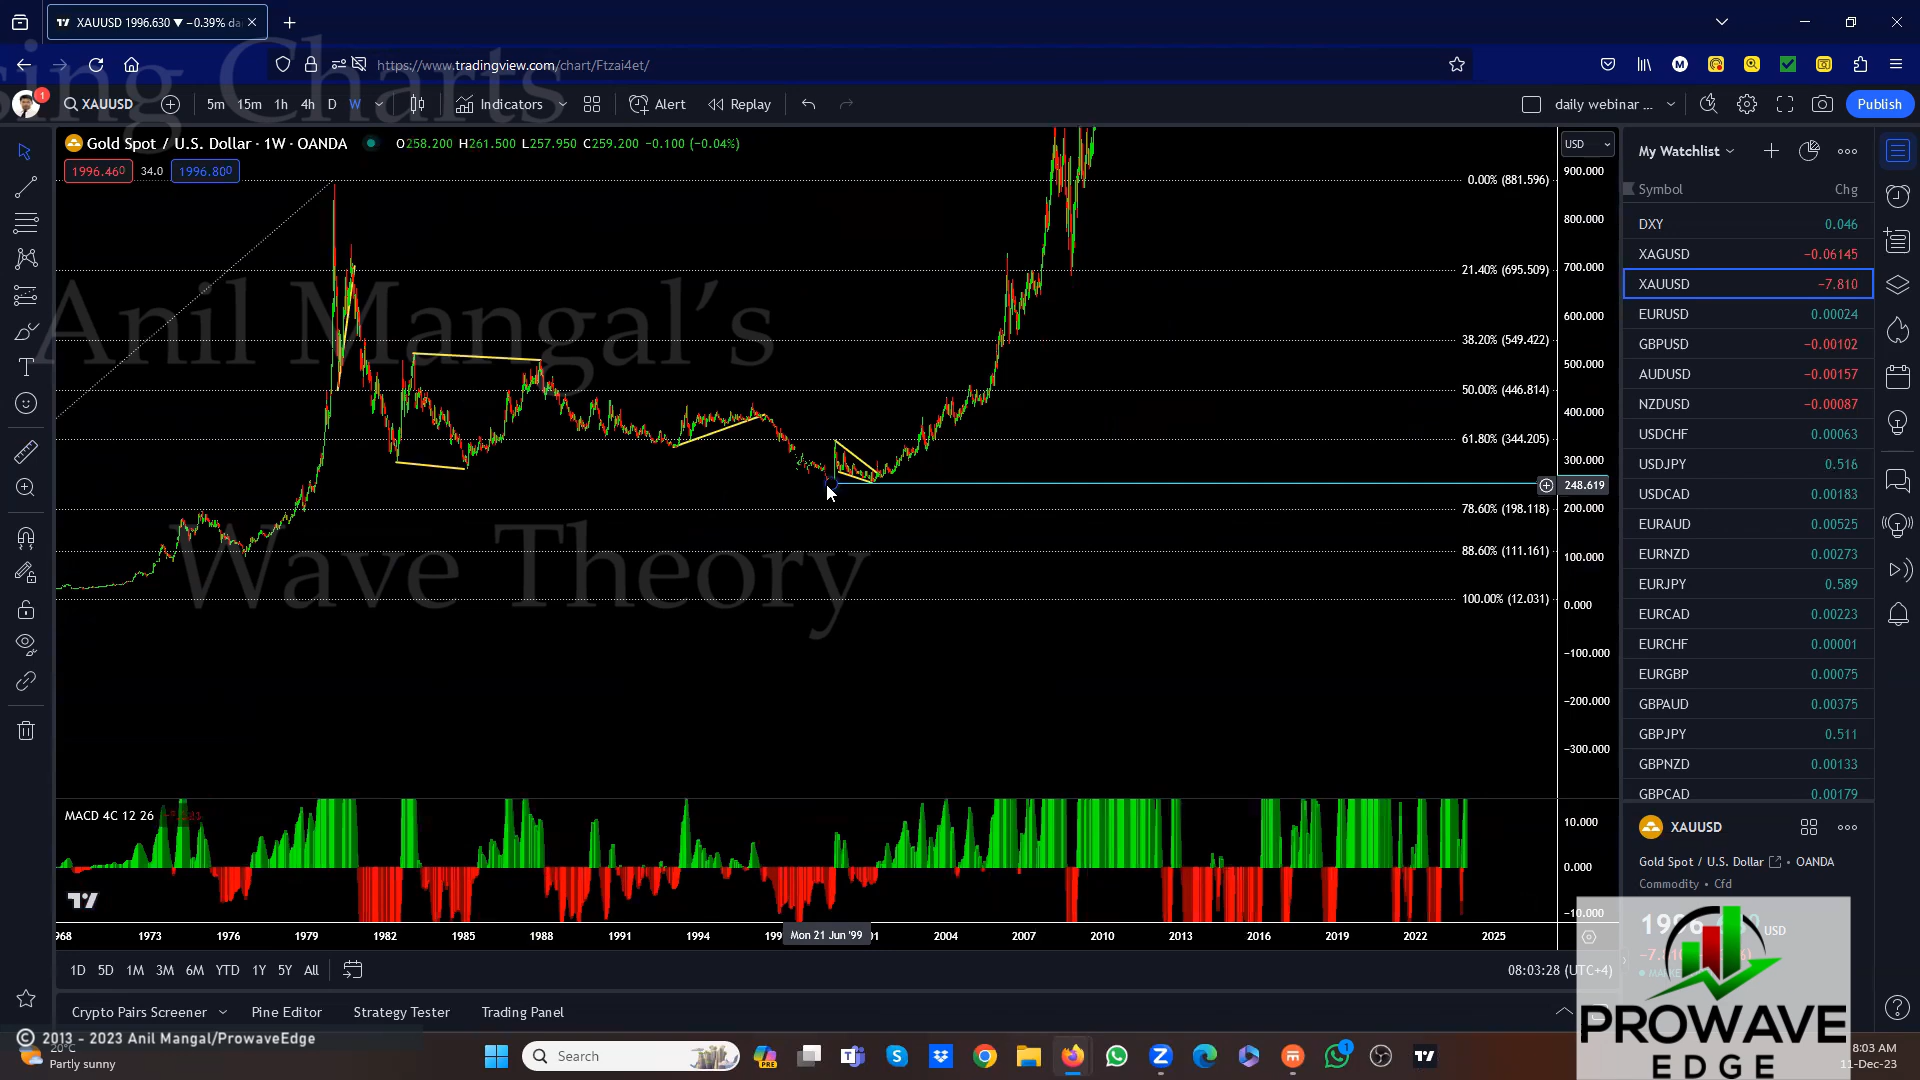 XAUUSD 1996.630 ▼ −0.39% da
https://www.tradingview.com/chart/Ftzai4et/
sing Charts
1
XAUUSD
5m 15m 1h 4h D W
Indicators
Alert
Replay
daily webinar ...
Publish
Gold Spot / U.S. Dollar · 1W · OANDA
O258.200 H261.500 L257.950 C259.200 −0.100 (−0.04%)
1996.460 34.0 1996.800
USD
900.000
800.000
700.000
600.000
500.000
400.000
300.000
248.619
200.000
100.000
0.000
−100.000
−200.000
−300.000
0.00% (881.596)
21.40% (695.509)
38.20% (549.422)
50.00% (446.814)
61.80% (344.205)
78.60% (198.118)
88.60% (111.161)
100.00% (12.031)
Anil Mangal's
Wave Theory
MACD 4C 12 26
10.000
0.000
−10.000
968 1973 1976 1979 1982 1985 1988 1991 1994 199 Mon 21 Jun '99 01 2004 2007 2010 2013 2016 2019 2022 2025
1D 5D 1M 3M 6M YTD 1Y 5Y All
08:03:28 (UTC+4)
Crypto Pairs Screener
Pine Editor
Strategy Tester
Trading Panel
My Watchlist
Symbol Chg
DXY 0.046
XAGUSD −0.06145
XAUUSD −7.810
EURUSD 0.00024
GBPUSD −0.00102
AUDUSD −0.00157
NZDUSD −0.00087
USDCHF 0.00063
USDJPY 0.516
USDCAD 0.00183
EURAUD 0.00525
EURNZD 0.00273
EURJPY 0.589
EURCAD 0.00223
EURCHF 0.00001
EURGBP 0.00075
GBPAUD 0.00375
GBPJPY 0.511
GBPNZD 0.00133
GBPCAD 0.00179
XAUUSD
Gold Spot / U.S. Dollar • OANDA
Commodity • Cfd
USD
PROWAVE
EDGE
© 2013 - 2023 Anil Mangal/ProwaveEdge
20°C
Partly sunny
Search
PRE
1
8:03 AM
11-Dec-23